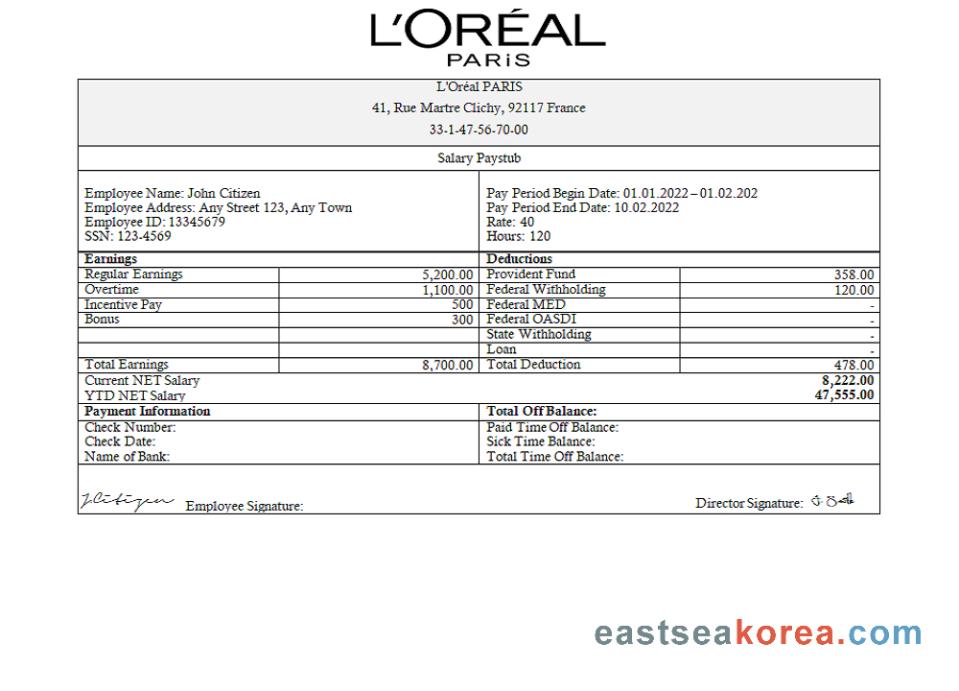 L'ORÉAL
PARiS
L'Oréal PARIS
41, Rue Martre Clichy, 92117 France
33-1-47-56-70-00
Salary Paystub
Employee Name: John Citizen
Employee Address: Any Street 123, Any Town
Employee ID: 13345679
SSN: 123-4569
Pay Period Begin Date: 01.01.2022 – 01.02.202
Pay Period End Date: 10.02.2022
Rate: 40
Hours: 120
Earnings Deductions
Regular Earnings 5,200.00 Provident Fund 358.00
Overtime 1,100.00 Federal Withholding 120.00
Incentive Pay 500 Federal MED -
Bonus 300 Federal OASDI -
State Withholding -
Loan -
Total Earnings 8,700.00 Total Deduction 478.00
Current NET Salary 8,222.00
YTD NET Salary 47,555.00
Payment Information Total Off Balance:
Check Number: Paid Time Off Balance:
Check Date: Sick Time Balance:
Name of Bank: Total Time Off Balance:
J.Citizen Employee Signature: Director Signature:
eastseakorea.com